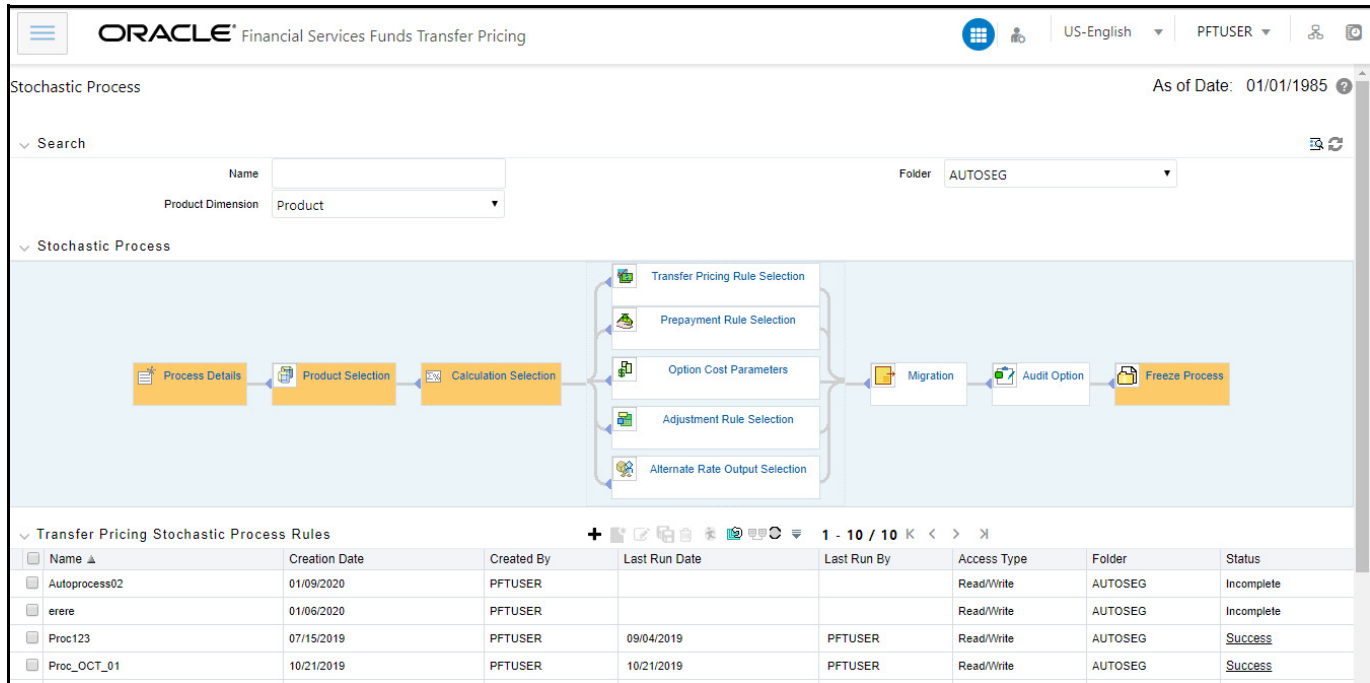 ORACLE® Financial Services Funds Transfer Pricing
US-English
PFTUSER
Stochastic Process
As of Date: 01/01/1985
Search
Name
Folder AUTOSEG
Product Dimension Product
Stochastic Process
Transfer Pricing Rule Selection
Prepayment Rule Selection
Process Details Product Selection Calculation Selection Option Cost Parameters Migration Audit Option Freeze Process
Adjustment Rule Selection
Alternate Rate Output Selection
Transfer Pricing Stochastic Process Rules 1 - 10 / 10
Name Creation Date Created By Last Run Date Last Run By Access Type Folder Status
Autoprocess02 01/09/2020 PFTUSER Read/Write AUTOSEG Incomplete
erere 01/06/2020 PFTUSER Read/Write AUTOSEG Incomplete
Proc123 07/15/2019 PFTUSER 09/04/2019 PFTUSER Read/Write AUTOSEG Success
Proc_OCT_01 10/21/2019 PFTUSER 10/21/2019 PFTUSER Read/Write AUTOSEG Success